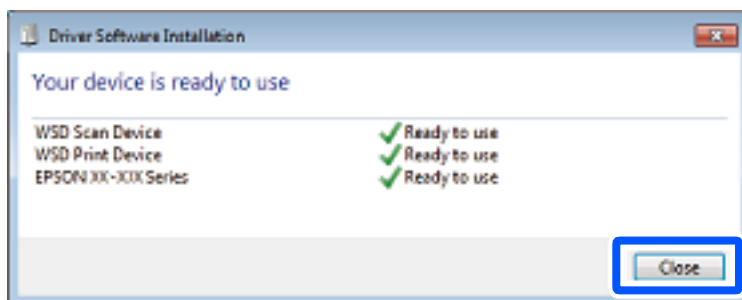 Driver Software Installation
Your device is ready to use
WSD Scan Device Ready to use
WSD Print Device Ready to use
EPSON XX-XXX Series Ready to use
Close